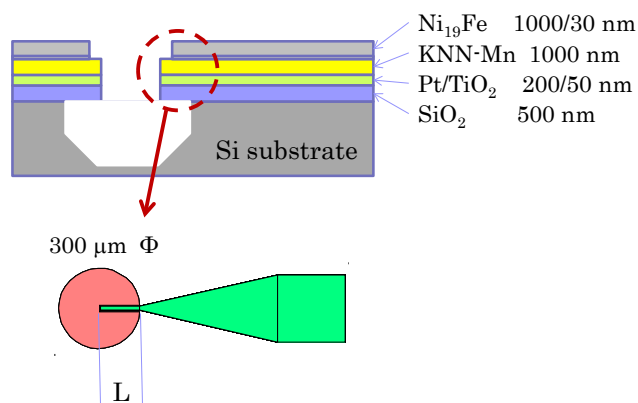 Ni₁₉Fe 1000/30 nm
KNN-Mn 1000 nm
Pt/TiO₂ 200/50 nm
SiO₂ 500 nm
Si substrate
300 μm Φ
L